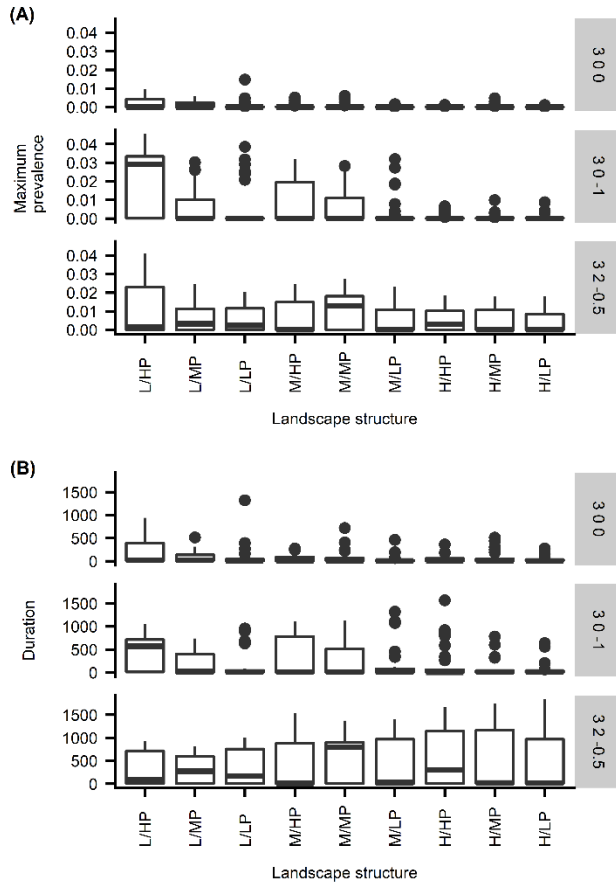 (A)
0.04
0.03
0.02
0.01
0.00
3 0 0
Maximum
prevalence
0.04
0.03
0.02
0.01
0.00
3 0 -1
0.04
0.03
0.02
0.01
0.00
3 2 -0.5
L/HP
L/MP
L/LP
M/HP
M/MP
M/LP
H/HP
H/MP
H/LP
Landscape structure
(B)
1500
1000
500
0
3 0 0
Duration
1500
1000
500
0
3 0 -1
1500
1000
500
0
3 2 -0.5
L/HP
L/MP
L/LP
M/HP
M/MP
M/LP
H/HP
H/MP
H/LP
Landscape structure